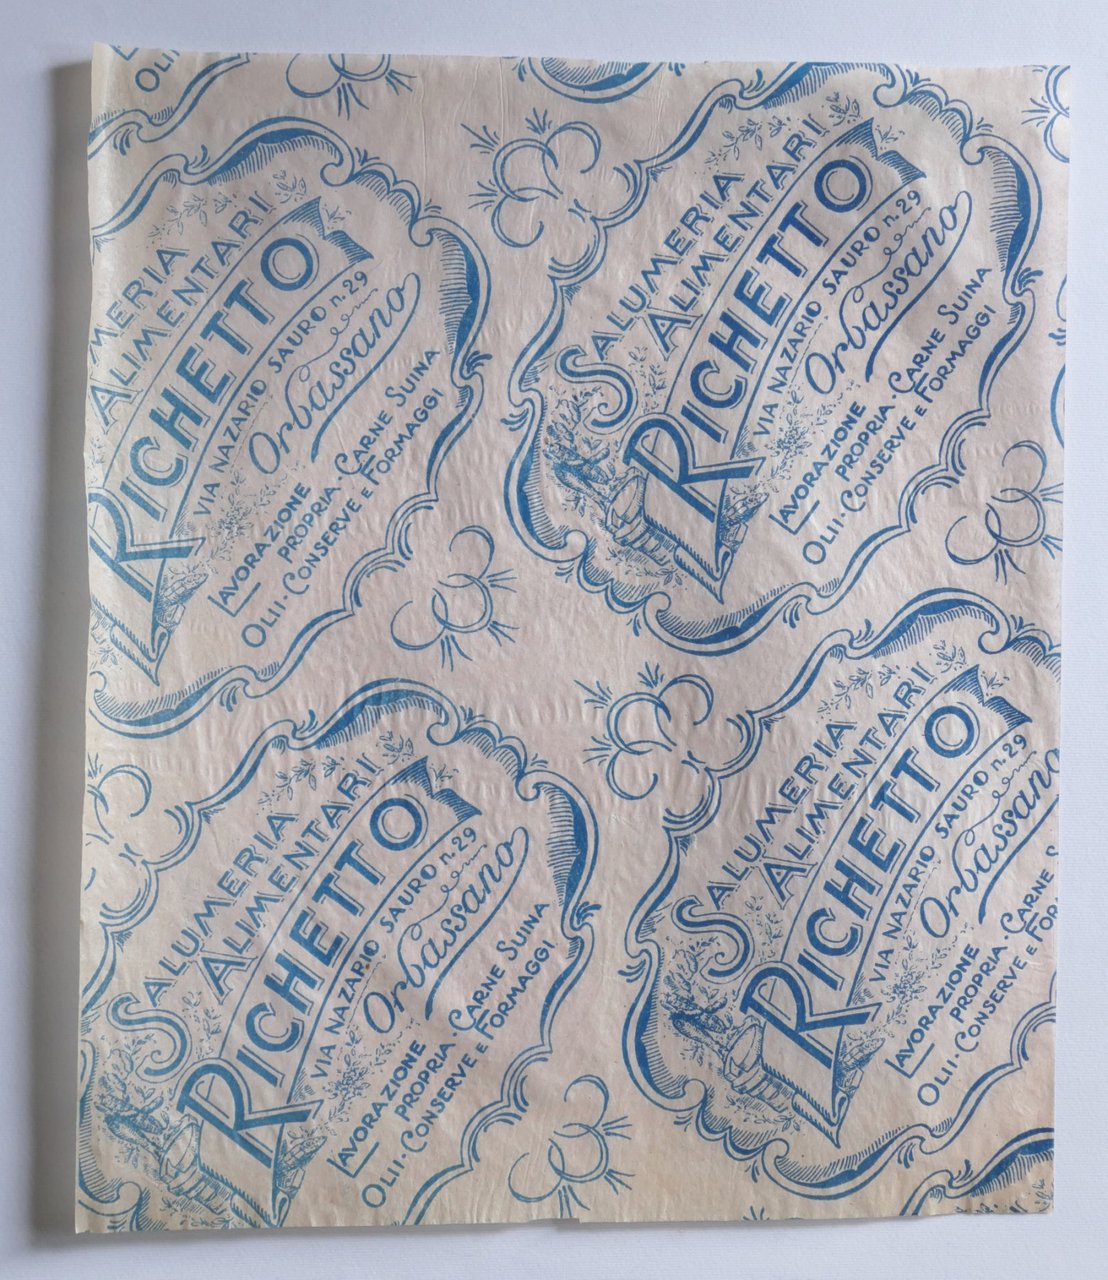 Olii
SALUMERIA
ALIMENTARI
RICHETTO
VIA NAZARIO SAURO n. 29
Orbassano
LAVORAZIONE
PROPRIA · CARNE SUINA
OLII · CONSERVE E FORMAGGI
MERIA
ALIMENTARI
RICHETTO
VIA NAZARIO SAURO n. 29
Orbassano
LAVORAZIONE
PROPRIA · CARNE SUINA
OLII · CONSERVE E FORMAGGI
SALUMERIA
ALIMENTARI
RICHETTO
VIA NAZARIO SAURO n. 29
Orbassano
LAVORAZIONE
PROPRIA · CARNE
OLII · CONSERVE E FOR
SALUMERIA
ALIMENTARI
RICHETTO
VIA NAZARIO SAURO n. 29
Orbassano
LAVORAZIONE
PROPRIA · CARNE SUINA
OLII · CONSERVE E FORMAGGI